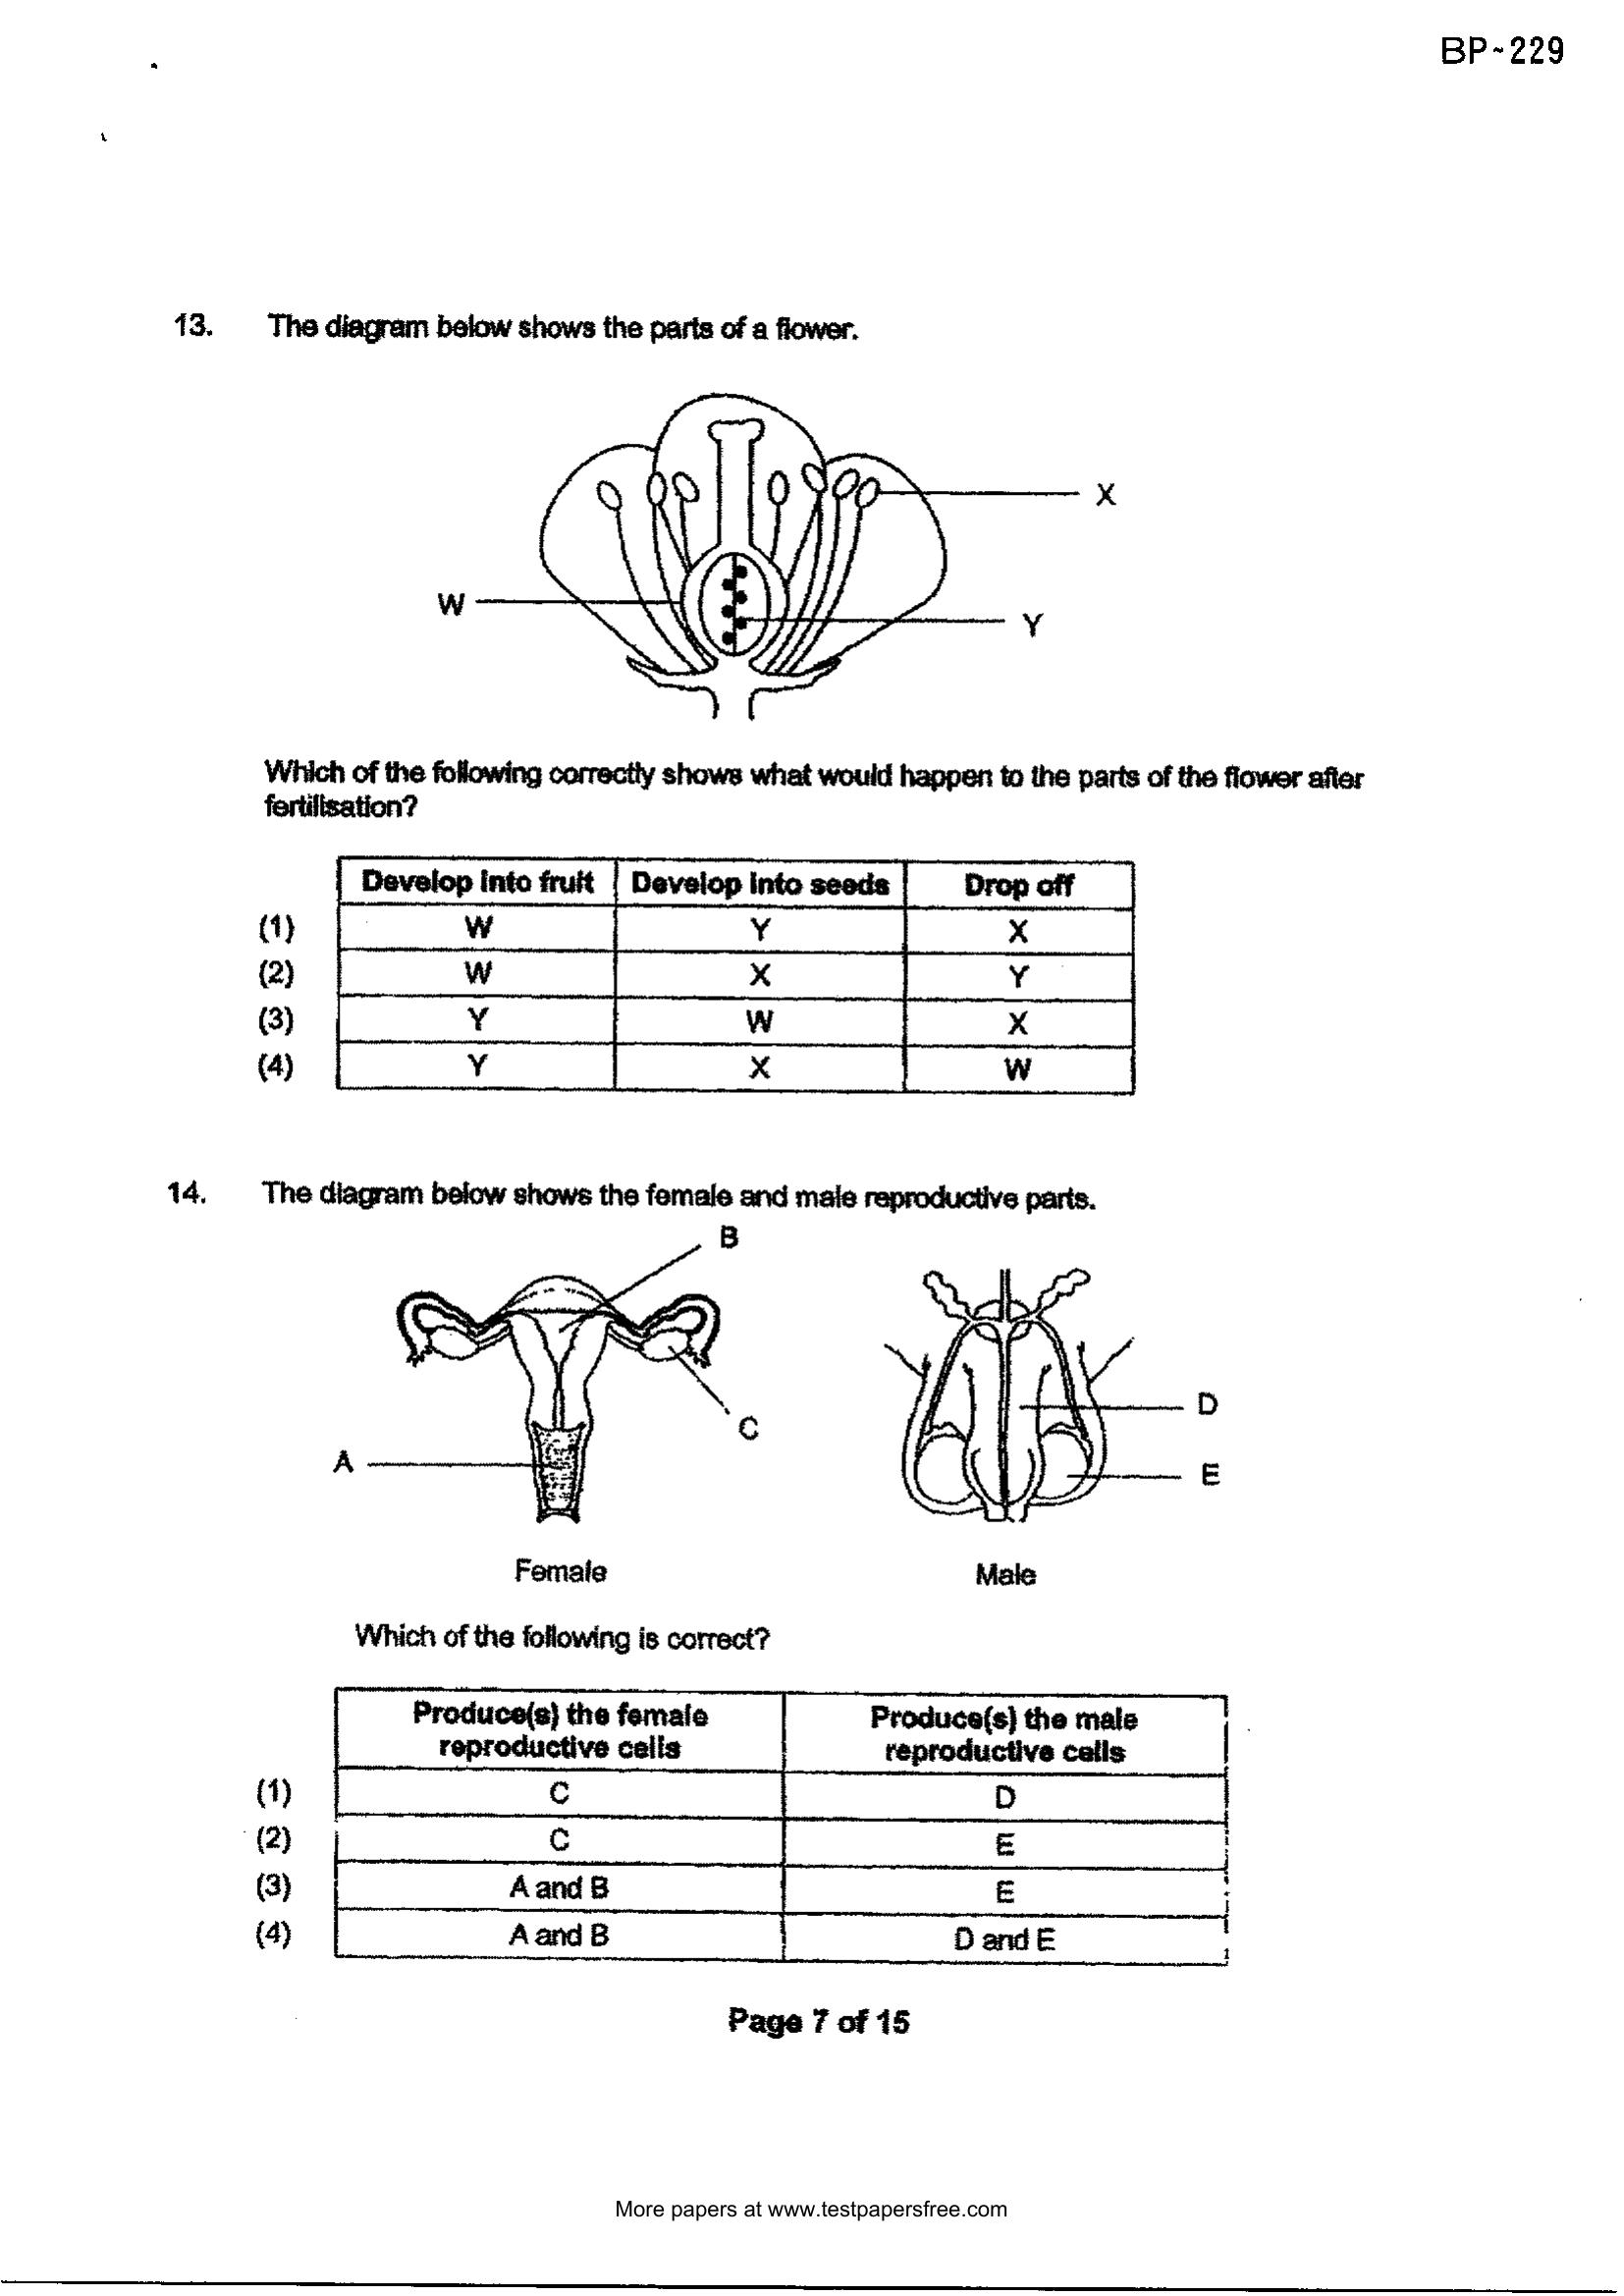 BP-229
13. The diagram below shows the parts of a flower.
X
W
Y
Which of the following correctly shows what would happen to the parts of the flower after
fertilisation?
Develop into fruit Develop into seeds Drop off
(1) W Y X
(2) W X Y
(3) Y W X
(4) Y X W
14. The diagram below shows the female and male reproductive parts.
B
D
C
A
E
Female Male
Which of the following is correct?
Produce(s) the female Produce(s) the male
reproductive cells reproductive cells
(1) C D
(2) C E
(3) A and B E
(4) A and B D and E
Page 7 of 15
More papers at www.testpapersfree.com